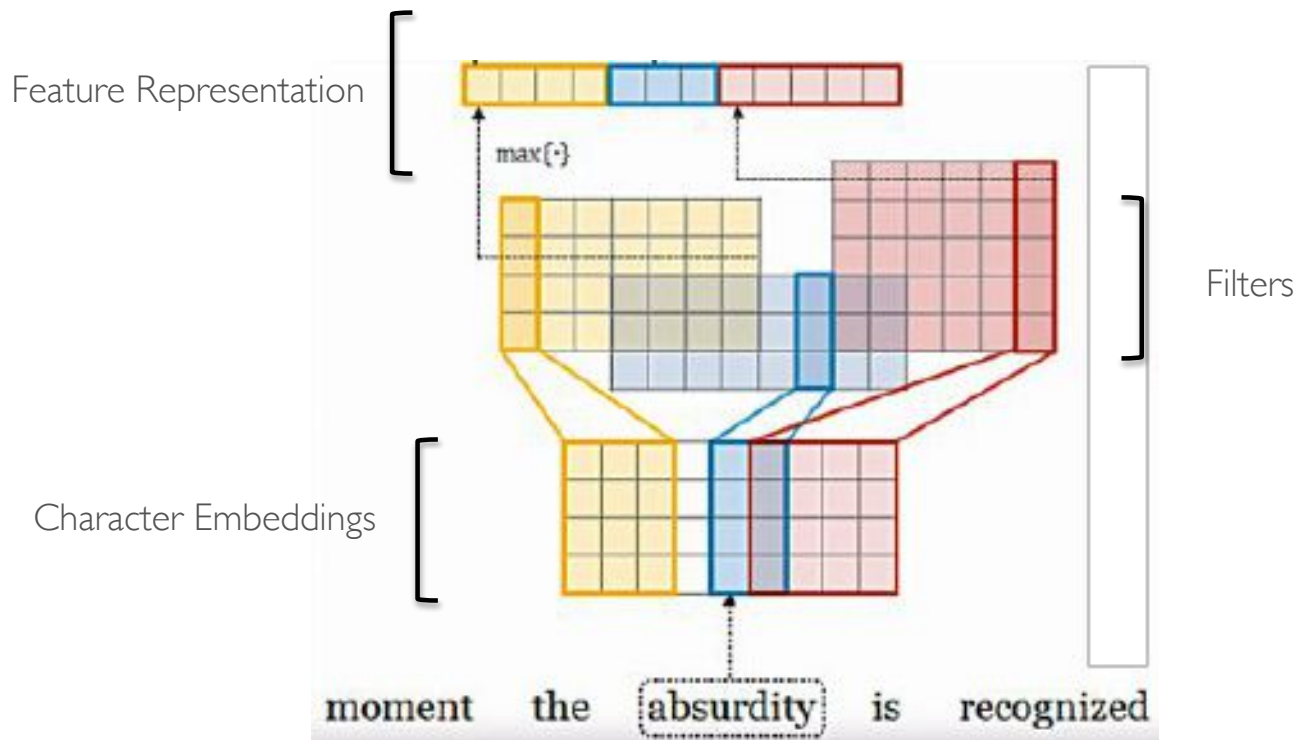 Feature Representation
max{·}
Filters
Character Embeddings
moment the absurdity is recognized